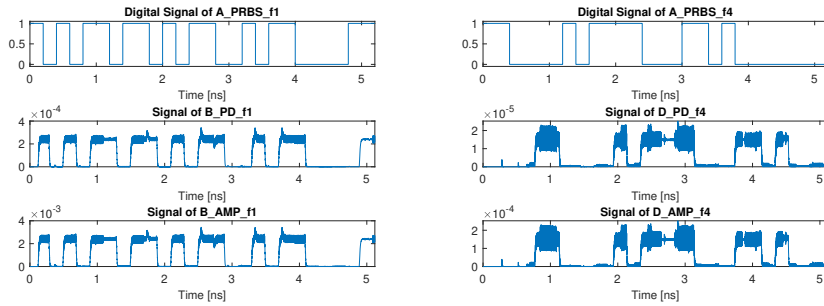 Digital Signal of A_PRBS_f1
1
0.5
0
0 1 2 3 4 5
Time [ns]
×10⁻⁴
Signal of B_PD_f1
4
2
0
0 1 2 3 4 5
Time [ns]
×10⁻³
Signal of B_AMP_f1
4
2
0
0 1 2 3 4 5
Time [ns]
Digital Signal of A_PRBS_f4
1
0.5
0
0 1 2 3 4 5
Time [ns]
×10⁻⁵
Signal of D_PD_f4
2
1
0
0 1 2 3 4 5
Time [ns]
×10⁻⁴
Signal of D_AMP_f4
2
1
0
0 1 2 3 4 5
Time [ns]